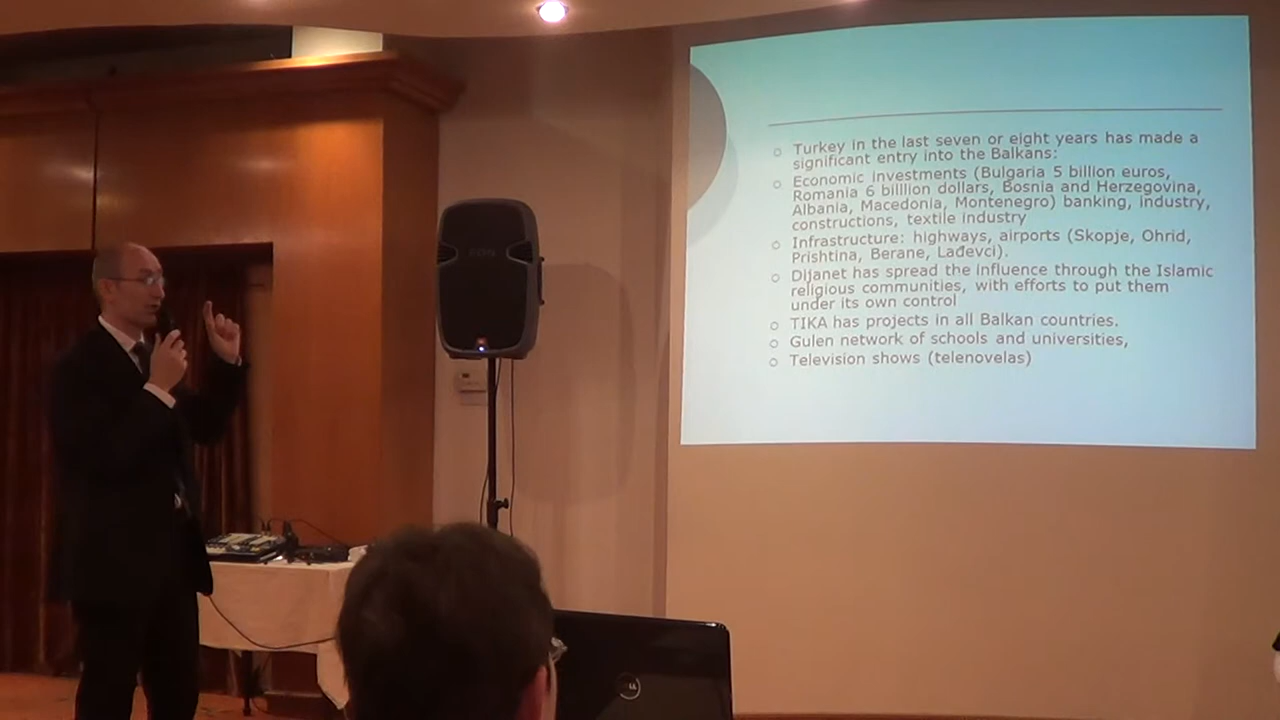 Turkey in the last seven or eight years has made a
significant entry into the Balkans:
Economic investments (Bulgaria 5 billion euros,
Romania 6 billlion dollars, Bosnia and Herzegovina,
Albania, Macedonia, Montenegro) banking, industry,
constructions, textile industry
Infrastructure: highways, airports (Skopje, Ohrid,
Prishtina, Berane, Lađevci).
Dijanet has spread the influence through the Islamic
religious communities, with efforts to put them
under its own control
TIKA has projects in all Balkan countries.
Gulen network of schools and universities,
Television shows (telenovelas)
DELL